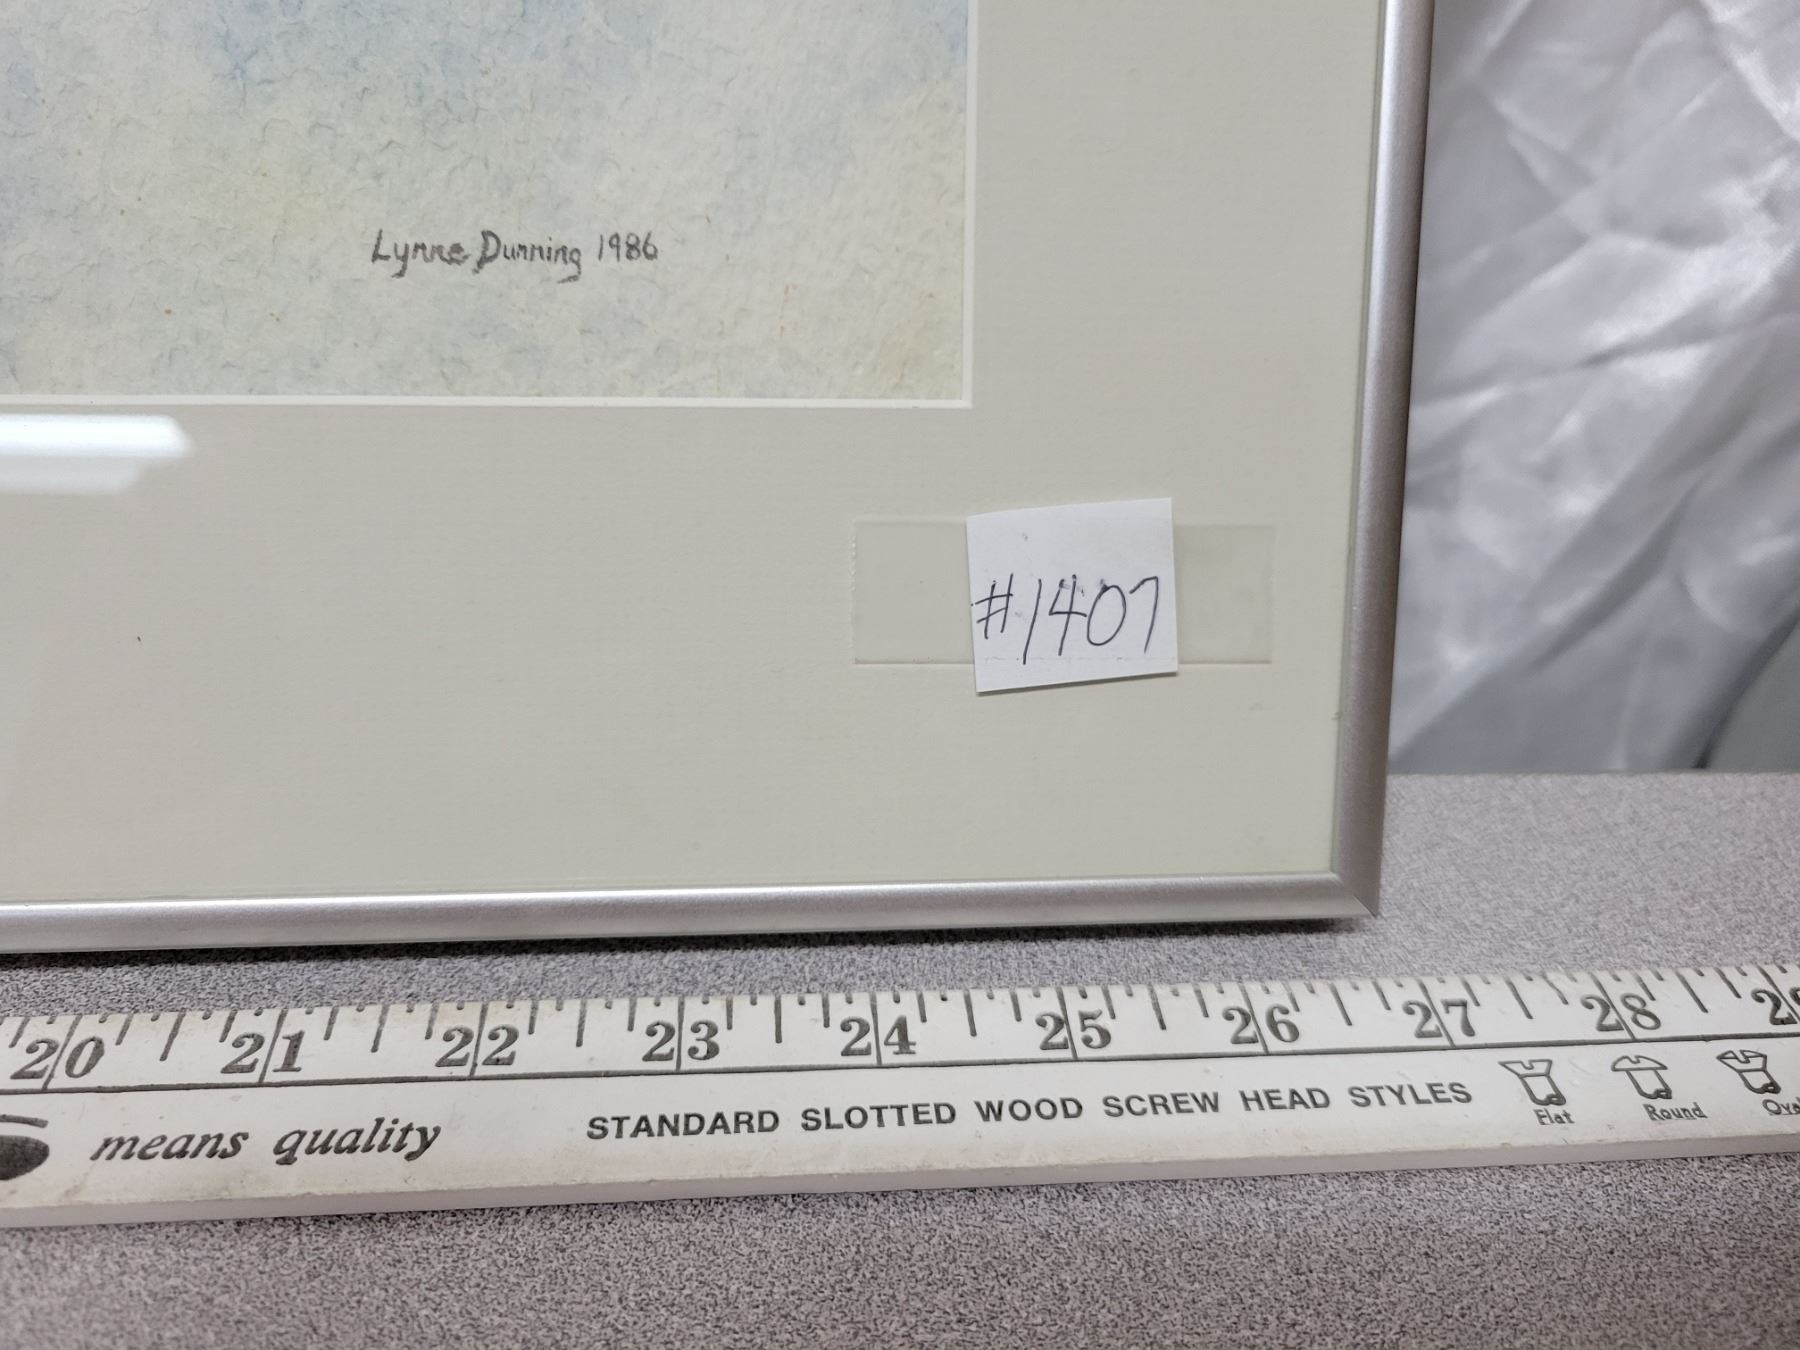 Lynne Dunning 1986
#1407
20 21 22 23 24 25 26 27 28
means quality
STANDARD SLOTTED WOOD SCREW HEAD STYLES
Flat Round